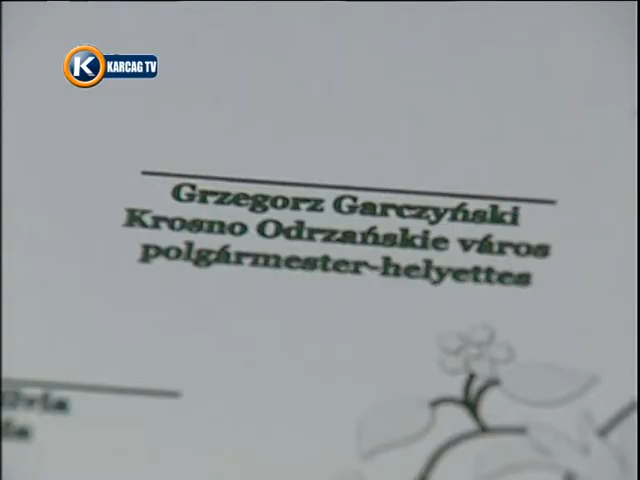 K KARCAG TV
Grzegorz Garczyński
Krosno Odrzańskie város
polgármester-helyettes